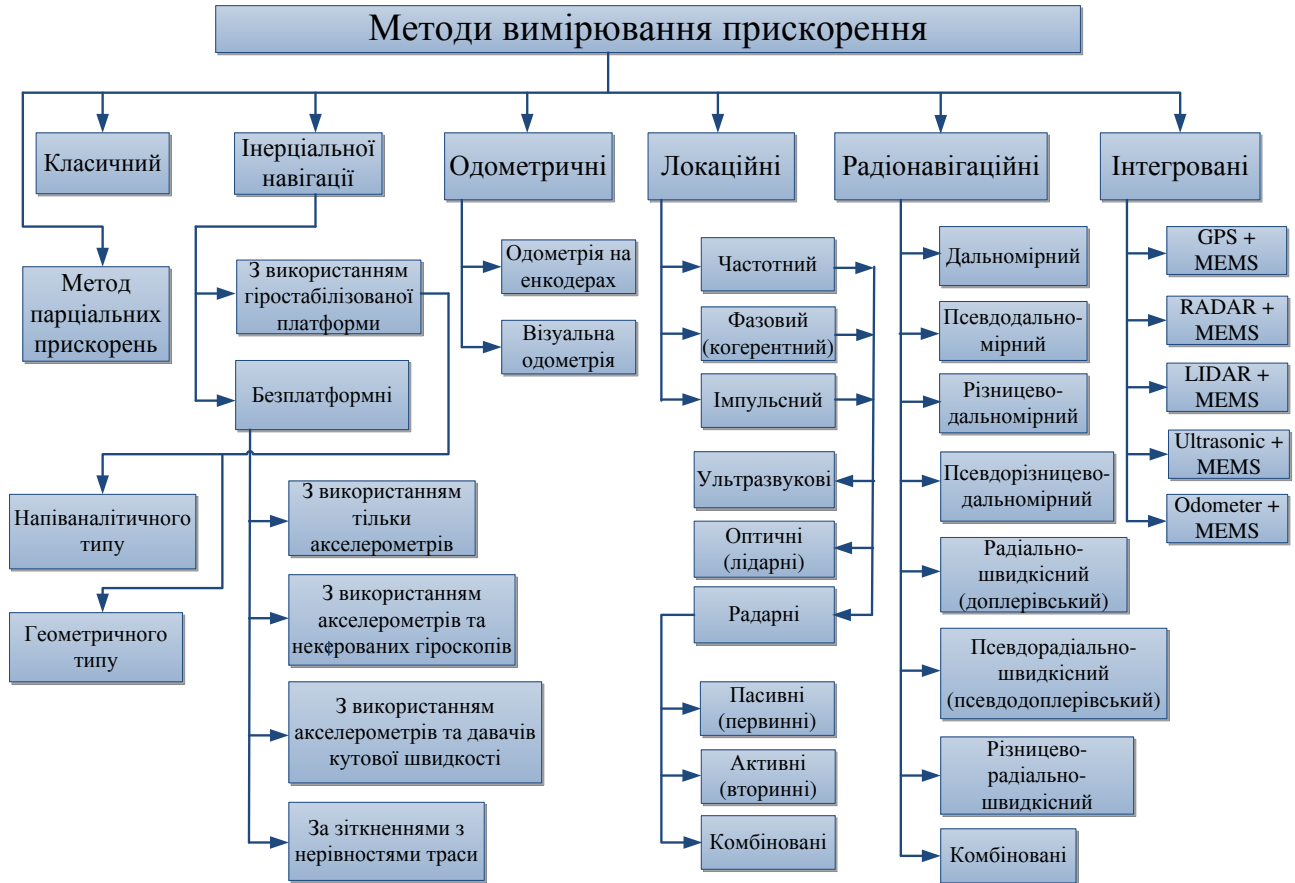 Методи вимірювання прискорення
Класичний
Інерціальної
навігації
Одометричні
Локаційні
Радіонавігаційні
Інтегровані
Метод
парціальних
прискорень
З використанням
гіростабілізованої
платформи
Безплатформні
Напіваналітичного
типу
Геометричного
типу
З використанням
тільки
акселерометрів
З використанням
акселерометрів та
некерованих гіроскопів
З використанням
акселерометрів та давачів
кутової швидкості
За зіткненнями з
нерівностями траси
Одометрія на
енкодерах
Візуальна
одометрія
Частотний
Фазовий
(когерентний)
Імпульсний
Ультразвукові
Оптичні
(лідарні)
Радарні
Пасивні
(первинні)
Активні
(вторинні)
Комбіновані
Дальномірний
Псевдодально-
мірний
Різницево-
дальномірний
Псевдорізницево-
дальномірний
Радіально-
швидкісний
(доплерівський)
Псевдорадіально-
швидкісний
(псевдодоплерівський)
Різницево-
радіально-
швидкісний
Комбіновані
GPS +
MEMS
RADAR +
MEMS
LIDAR +
MEMS
Ultrasonic +
MEMS
Odometer +
MEMS